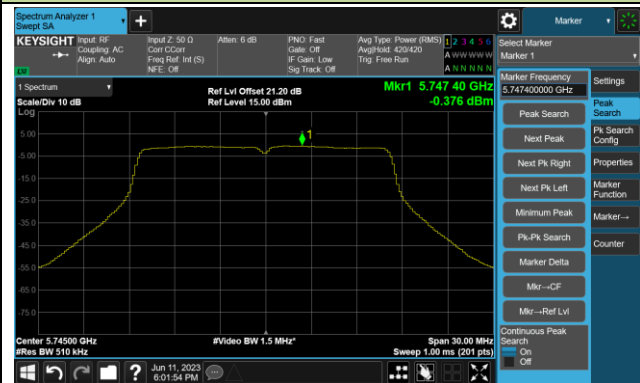 Spectrum Analyzer 1
Swept SA
Marker
KEYSIGHT
Input: RF
Coupling: AC
Align: Auto
Input Z: 50 Ω
Corr CCorr
Freq Ref: Int (S)
NFE: Off
Atten: 6 dB
PNO: Fast
Gate: Off
IF Gain: Low
Sig Track: Off
Avg Type: Power (RMS)
Avg|Hold: 420/420
Trig: Free Run
1 2 3 4 5 6
A W W W W W
A N N N N N
Select Marker
Marker 1
LXI
1 Spectrum
Scale/Div 10 dB
Log
Ref Lvl Offset 21.20 dB
Ref Level 15.00 dBm
Mkr1 5.747 40 GHz
-0.376 dBm
1
5.00
-5.00
-15.0
-25.0
-35.0
-45.0
-55.0
-65.0
-75.0
Center 5.74500 GHz
#Res BW 510 kHz
#Video BW 1.5 MHz*
Span 30.00 MHz
Sweep 1.00 ms (201 pts)
Marker Frequency
5.747400000 GHz
Peak Search
Next Peak
Next Pk Right
Next Pk Left
Minimum Peak
Pk-Pk Search
Marker Delta
Mkr→CF
Mkr→Ref Lvl
Continuous Peak
Search
On
Off
Settings
Peak
Search
Pk Search
Config
Properties
Marker
Function
Marker→
Counter
Jun 11, 2023
6:01:54 PM